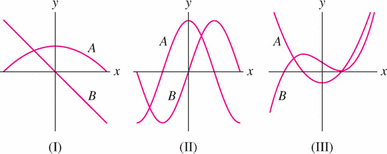 y y y
A A A
x x x
B B B
(I) (II) (III)